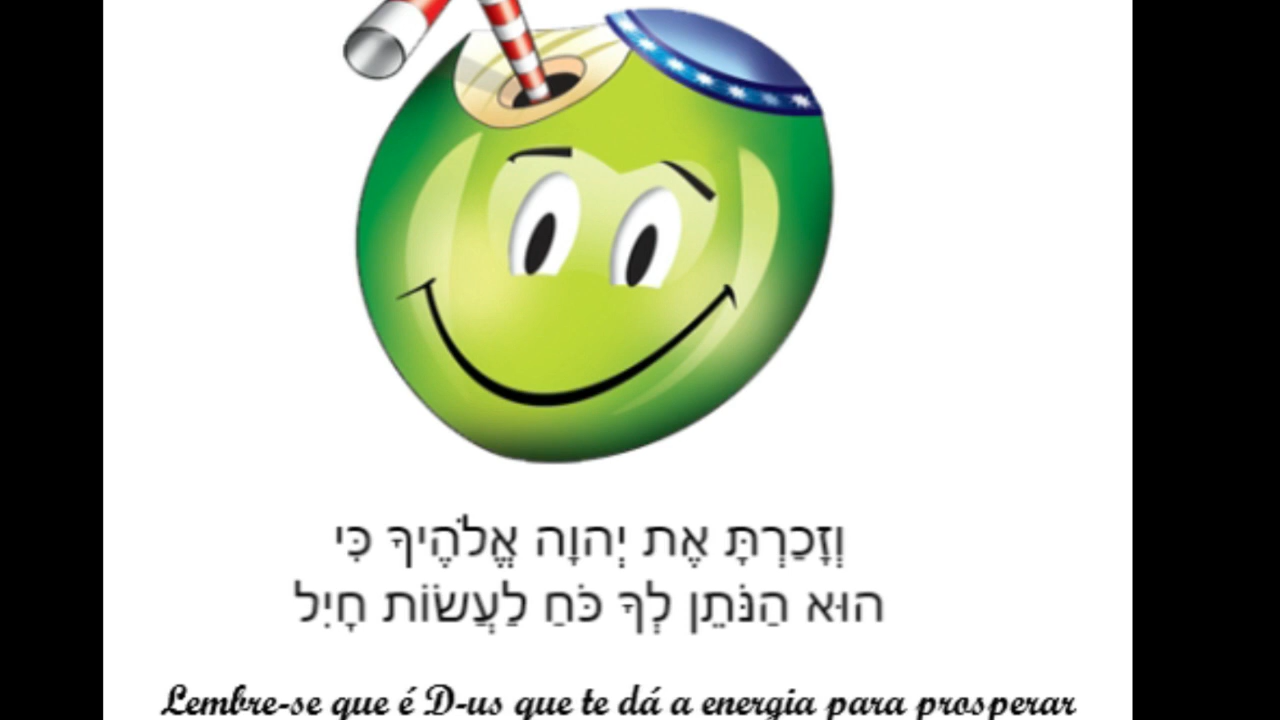 וְזָכַרְתָּ אֶת יְהוָה אֱלֹהֶיךָ כִּי
הוּא הַנֹּתֵן לְךָ כֹּחַ לַעֲשׂוֹת חָיִל
Lembre-se que é D-us que te dá a energia para prosperar